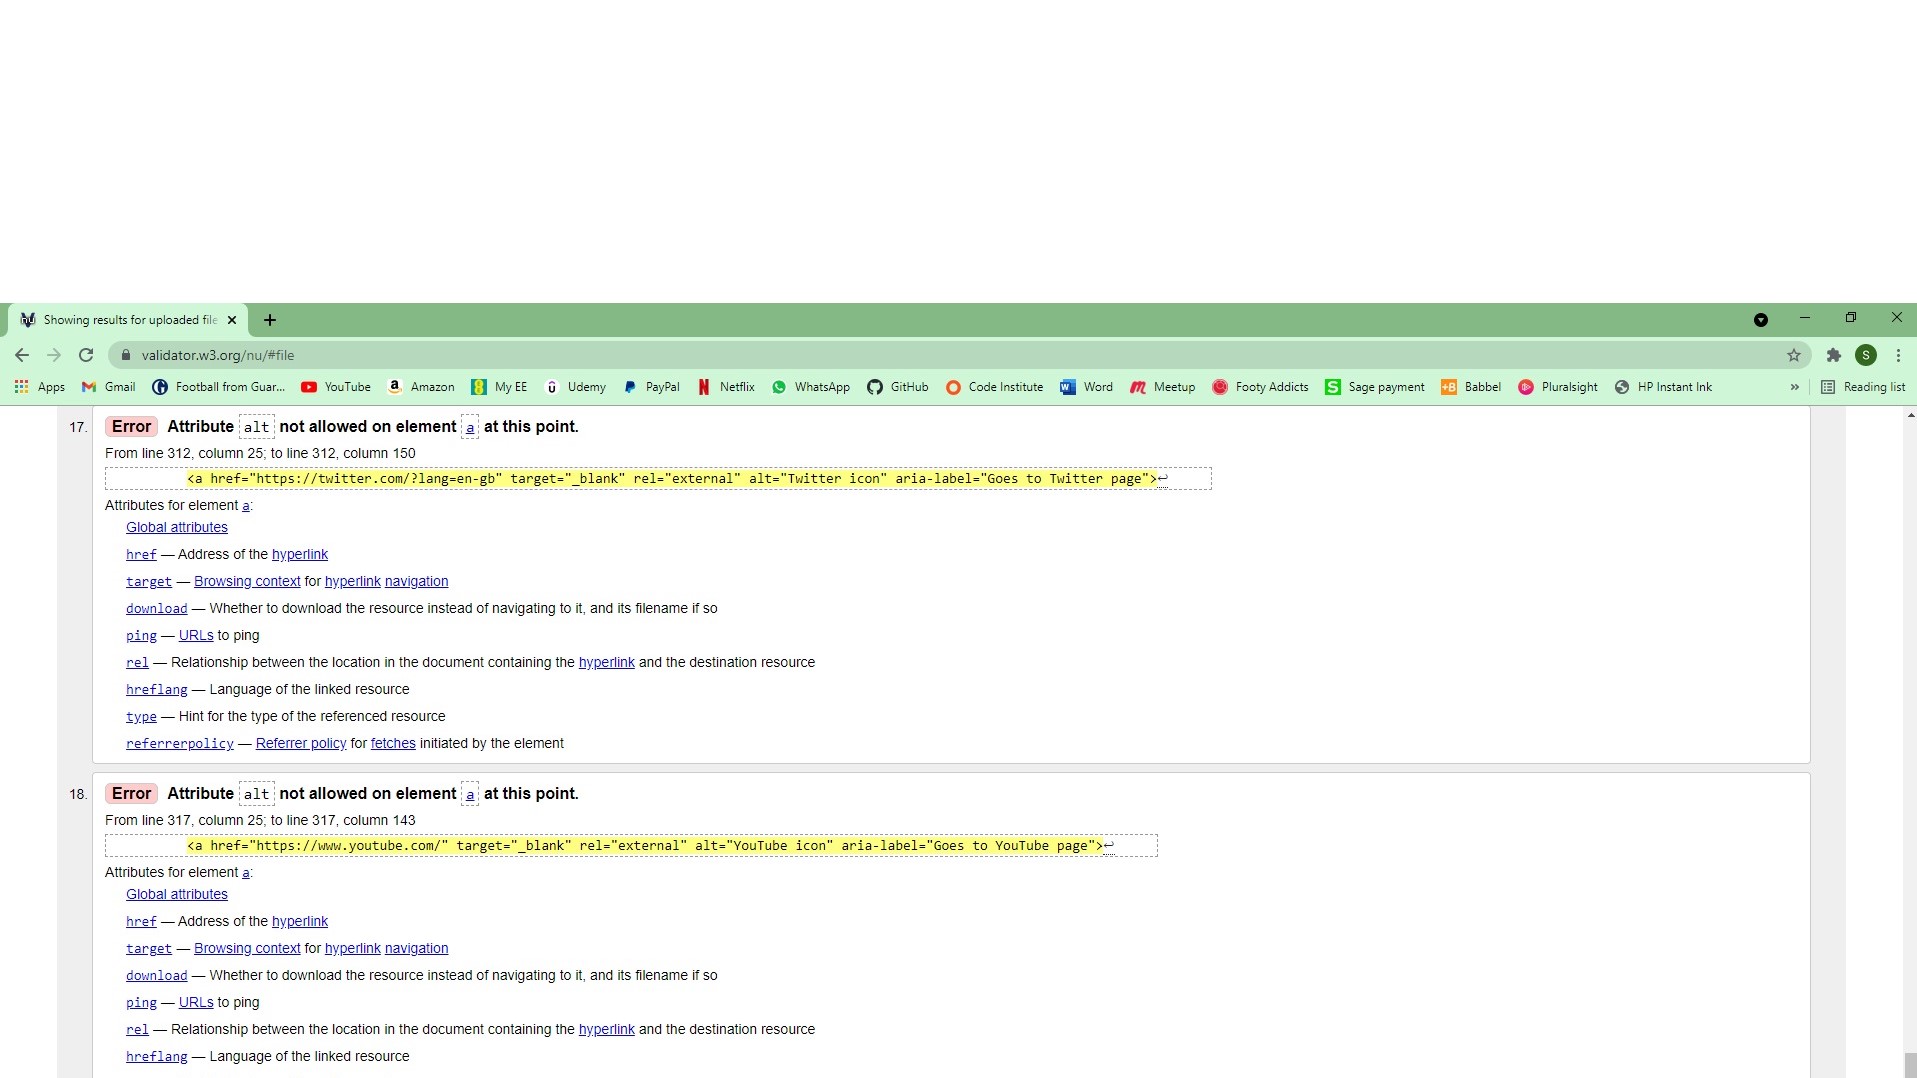 Showing results for uploaded file
validator.w3.org/nu/#file
Apps Gmail Football from Guar... YouTube Amazon My EE Udemy PayPal Netflix WhatsApp GitHub Code Institute Word Meetup Footy Addicts Sage payment Babbel Pluralsight HP Instant Ink » Reading list
17. Error Attribute alt not allowed on element a at this point.
From line 312, column 25; to line 312, column 150
<a href="https://twitter.com/?lang=en-gb" target="_blank" rel="external" alt="Twitter icon" aria-label="Goes to Twitter page">↩
Attributes for element a:
Global attributes
href — Address of the hyperlink
target — Browsing context for hyperlink navigation
download — Whether to download the resource instead of navigating to it, and its filename if so
ping — URLs to ping
rel — Relationship between the location in the document containing the hyperlink and the destination resource
hreflang — Language of the linked resource
type — Hint for the type of the referenced resource
referrerpolicy — Referrer policy for fetches initiated by the element
18. Error Attribute alt not allowed on element a at this point.
From line 317, column 25; to line 317, column 143
<a href="https://www.youtube.com/" target="_blank" rel="external" alt="YouTube icon" aria-label="Goes to YouTube page">↩
Attributes for element a:
Global attributes
href — Address of the hyperlink
target — Browsing context for hyperlink navigation
download — Whether to download the resource instead of navigating to it, and its filename if so
ping — URLs to ping
rel — Relationship between the location in the document containing the hyperlink and the destination resource
hreflang — Language of the linked resource